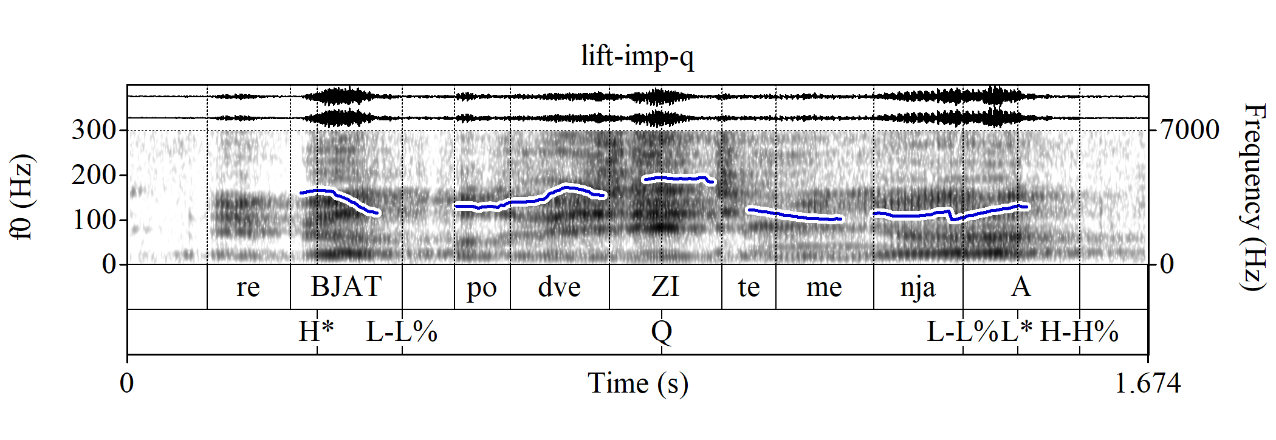 lift-imp-q
300
200
100
0
f0 (Hz)
7000
0
Frequency (Hz)
re BJAT po dve ZI te me nja A
H* L-L% Q L-L% L* H-H%
0 Time (s) 1.674